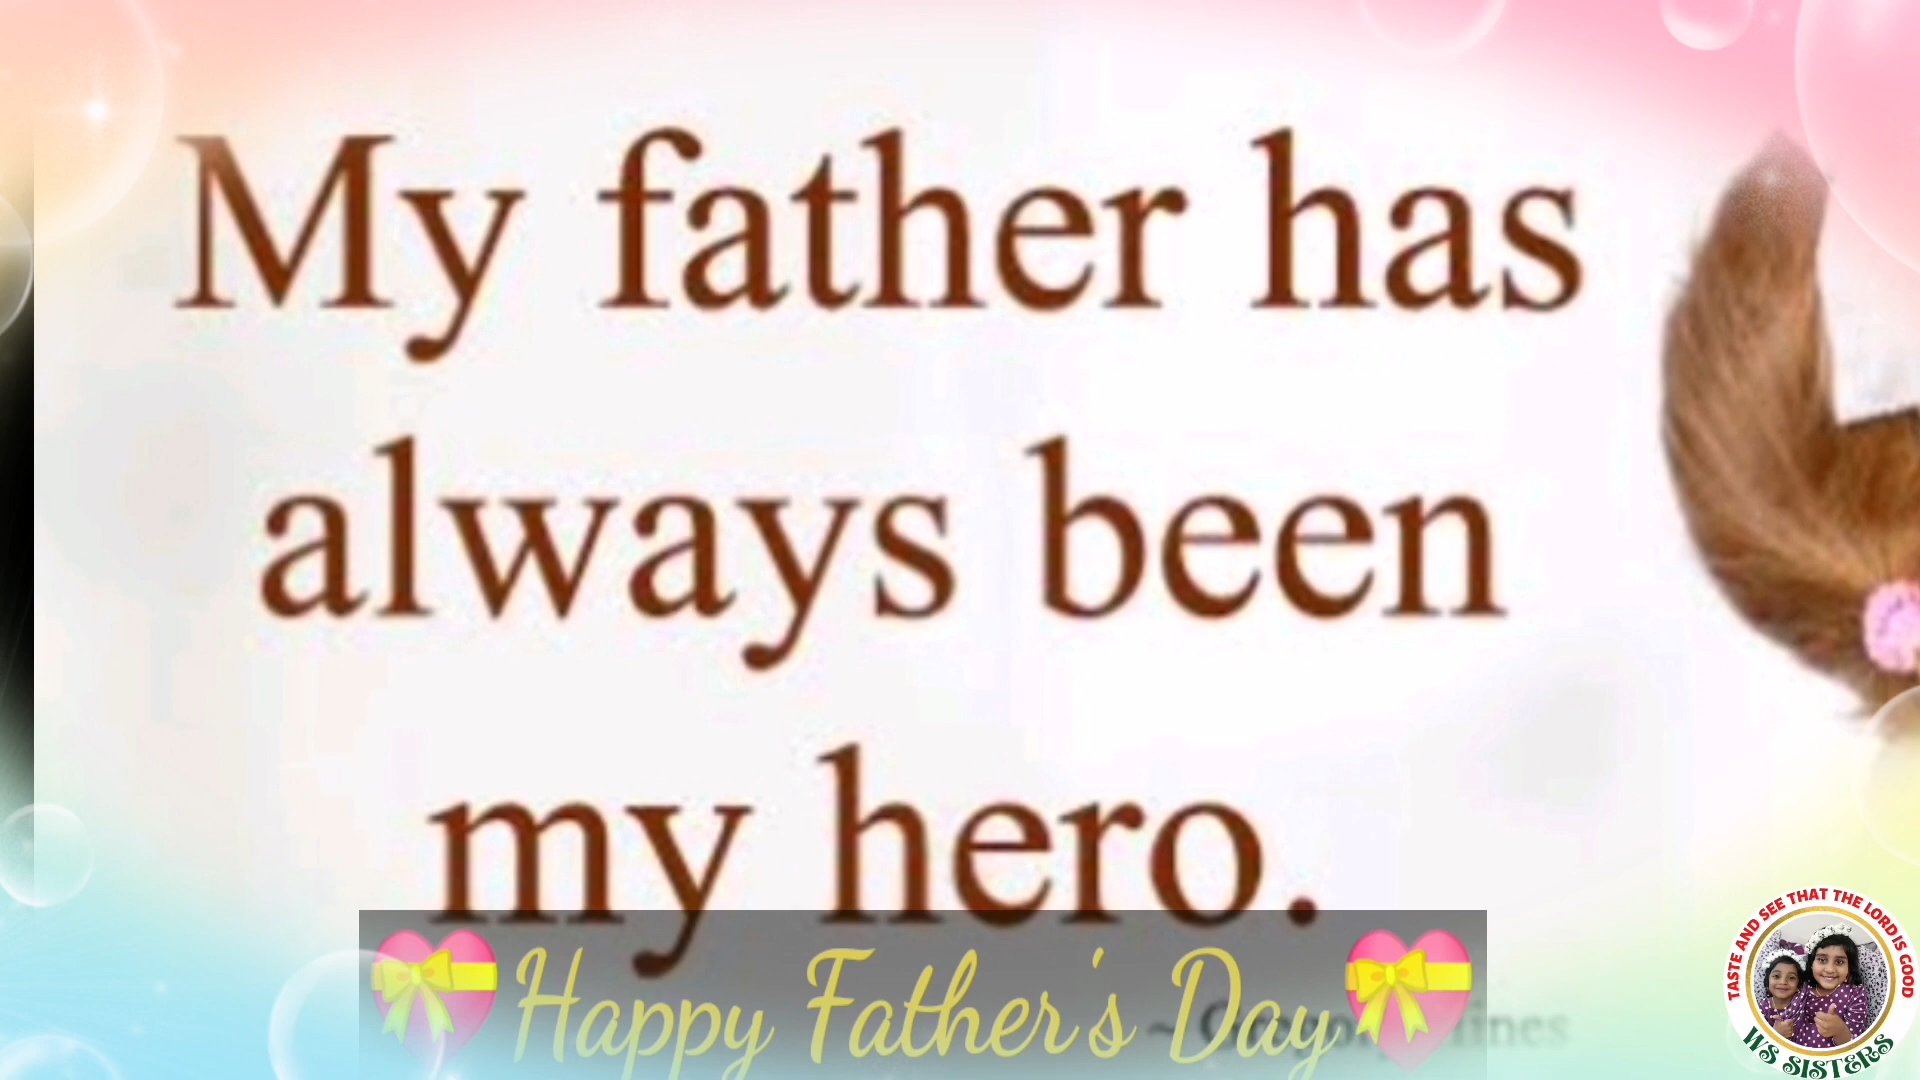 My father has
always been
my hero.
Happy Father's Day
TASTE AND SEE THAT THE LORD IS GOOD
WS SISTERS